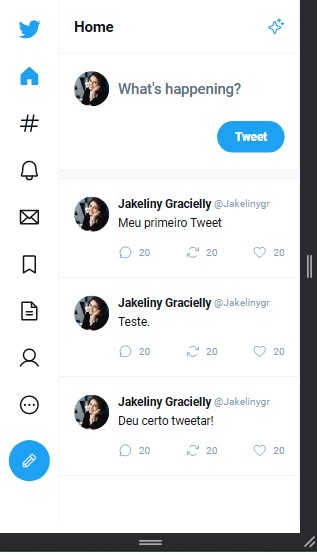 Home
What's happening?
Tweet
Jakeliny Gracielly @Jakelinygr
Meu primeiro Tweet
20 20 20
Jakeliny Gracielly @Jakelinygr
Teste.
20 20 20
Jakeliny Gracielly @Jakelinygr
Deu certo tweetar!
20 20 20